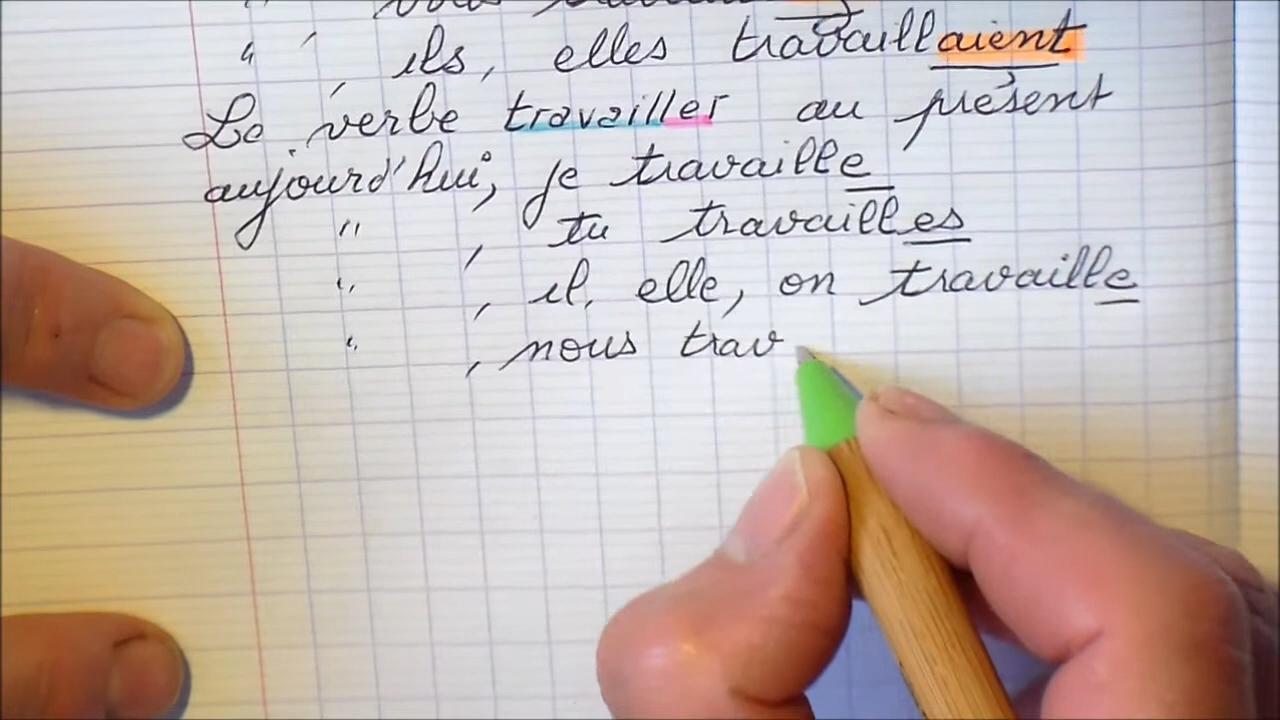 " ' ils, elles travaillaient
Le verbe travailler au présent
aujourd'hui, je travaille
" , tu travailles
" , il, elle, on travaille
" , nous trav